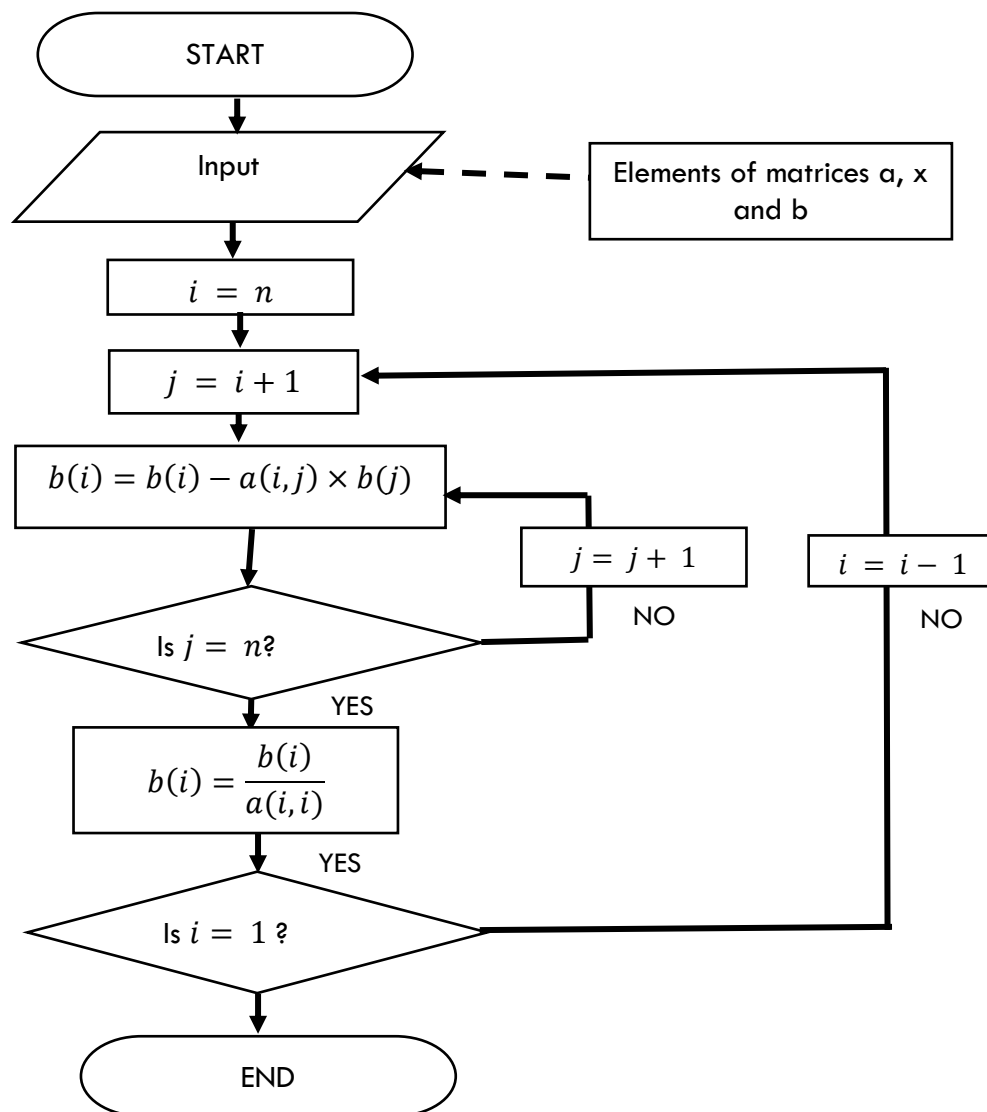 START
Input
Elements of matrices a, x
and b
i = n
j = i + 1
b(i) = b(i) − a(i, j) × b(j)
j = j + 1
i = i − 1
NO
NO
Is j = n?
YES
b(i) = b(i) / a(i, i)
YES
Is i = 1 ?
END